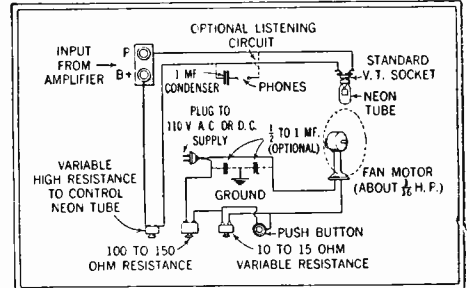 OPTIONAL LISTENING
CIRCUIT
INPUT
FROM
AMPLIFIER
P
B+
1 MF.
CONDENSER
PHONES
STANDARD
V.T. SOCKET
NEON
TUBE
PLUG TO
110 V A.C. OR D.C.
SUPPLY
½ TO 1 MF.
(OPTIONAL)
GROUND
FAN MOTOR
(ABOUT 1/16 H.P.)
VARIABLE
HIGH RESISTANCE
TO CONTROL
NEON TUBE
PUSH BUTTON
100 TO 150
OHM RESISTANCE
10 TO 15 OHM
VARIABLE RESISTANCE